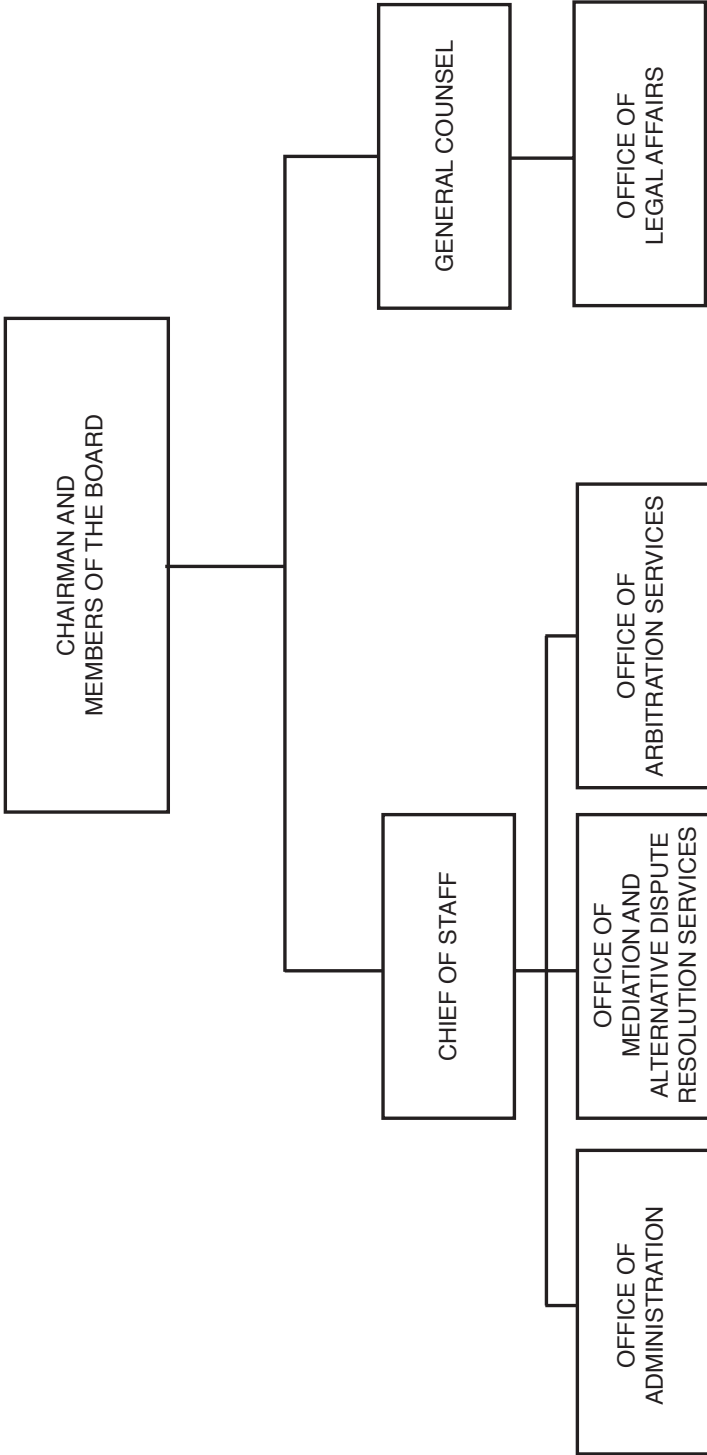 CHAIRMAN AND
MEMBERS OF THE BOARD
CHIEF OF STAFF
GENERAL COUNSEL
OFFICE OF
ADMINISTRATION
OFFICE OF
MEDIATION AND
ALTERNATIVE DISPUTE
RESOLUTION SERVICES
OFFICE OF
ARBITRATION SERVICES
OFFICE OF
LEGAL AFFAIRS